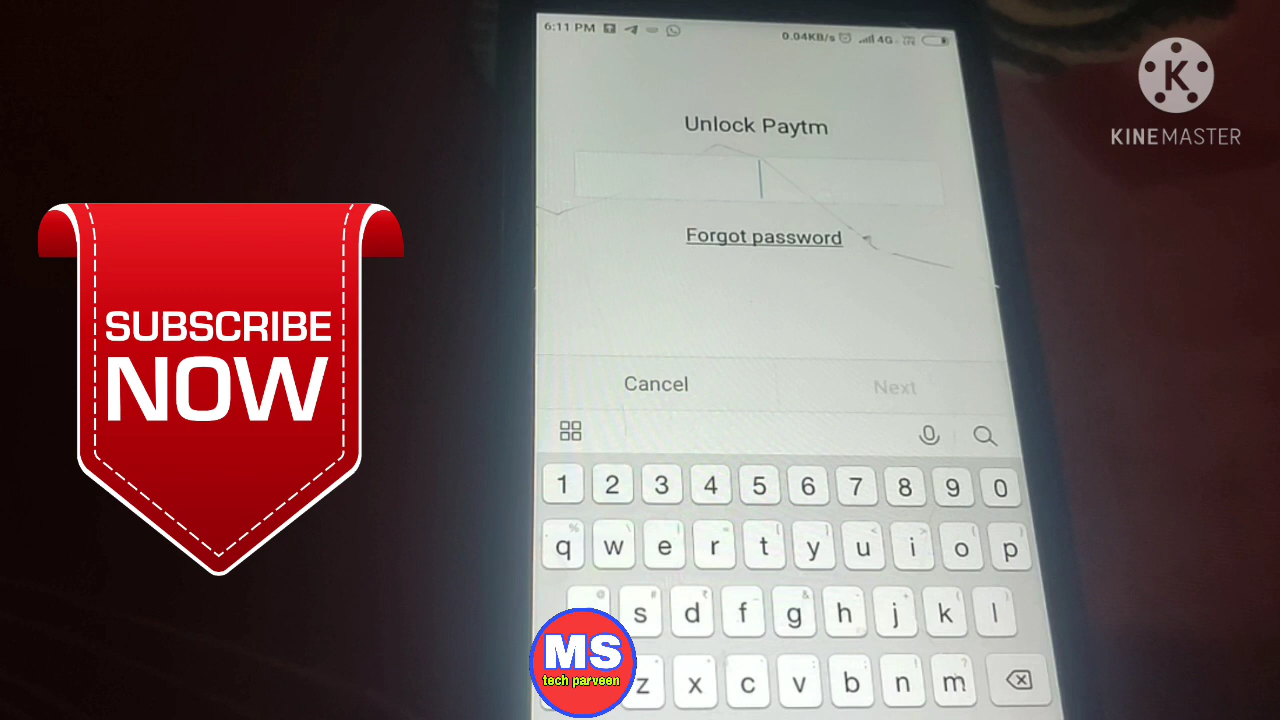 6:11 PM
0.04KB/s
4G
KINEMASTER
K
Unlock Paytm
Forgot password
SUBSCRIBE
NOW
Cancel
Next
1 2 3 4 5 6 7 8 9 0
q w e r t y u i o p
s d f g h j k l
z x c v b n m
MS
tech parveen